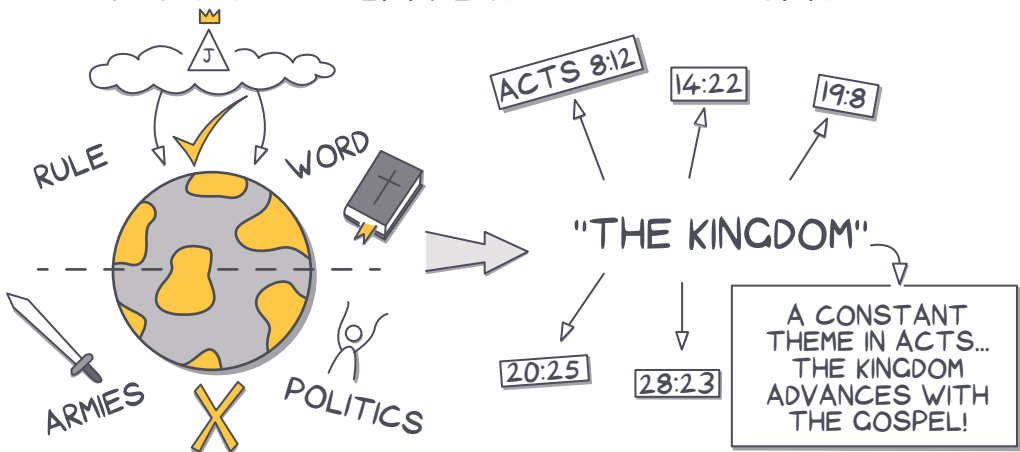 J
RULE
WORD
ARMIES
POLITICS
ACTS 8:12
14:22
19:8
"THE KINGDOM"
20:25
28:23
A CONSTANT
THEME IN ACTS...
THE KINGDOM
ADVANCES WITH
THE GOSPEL!